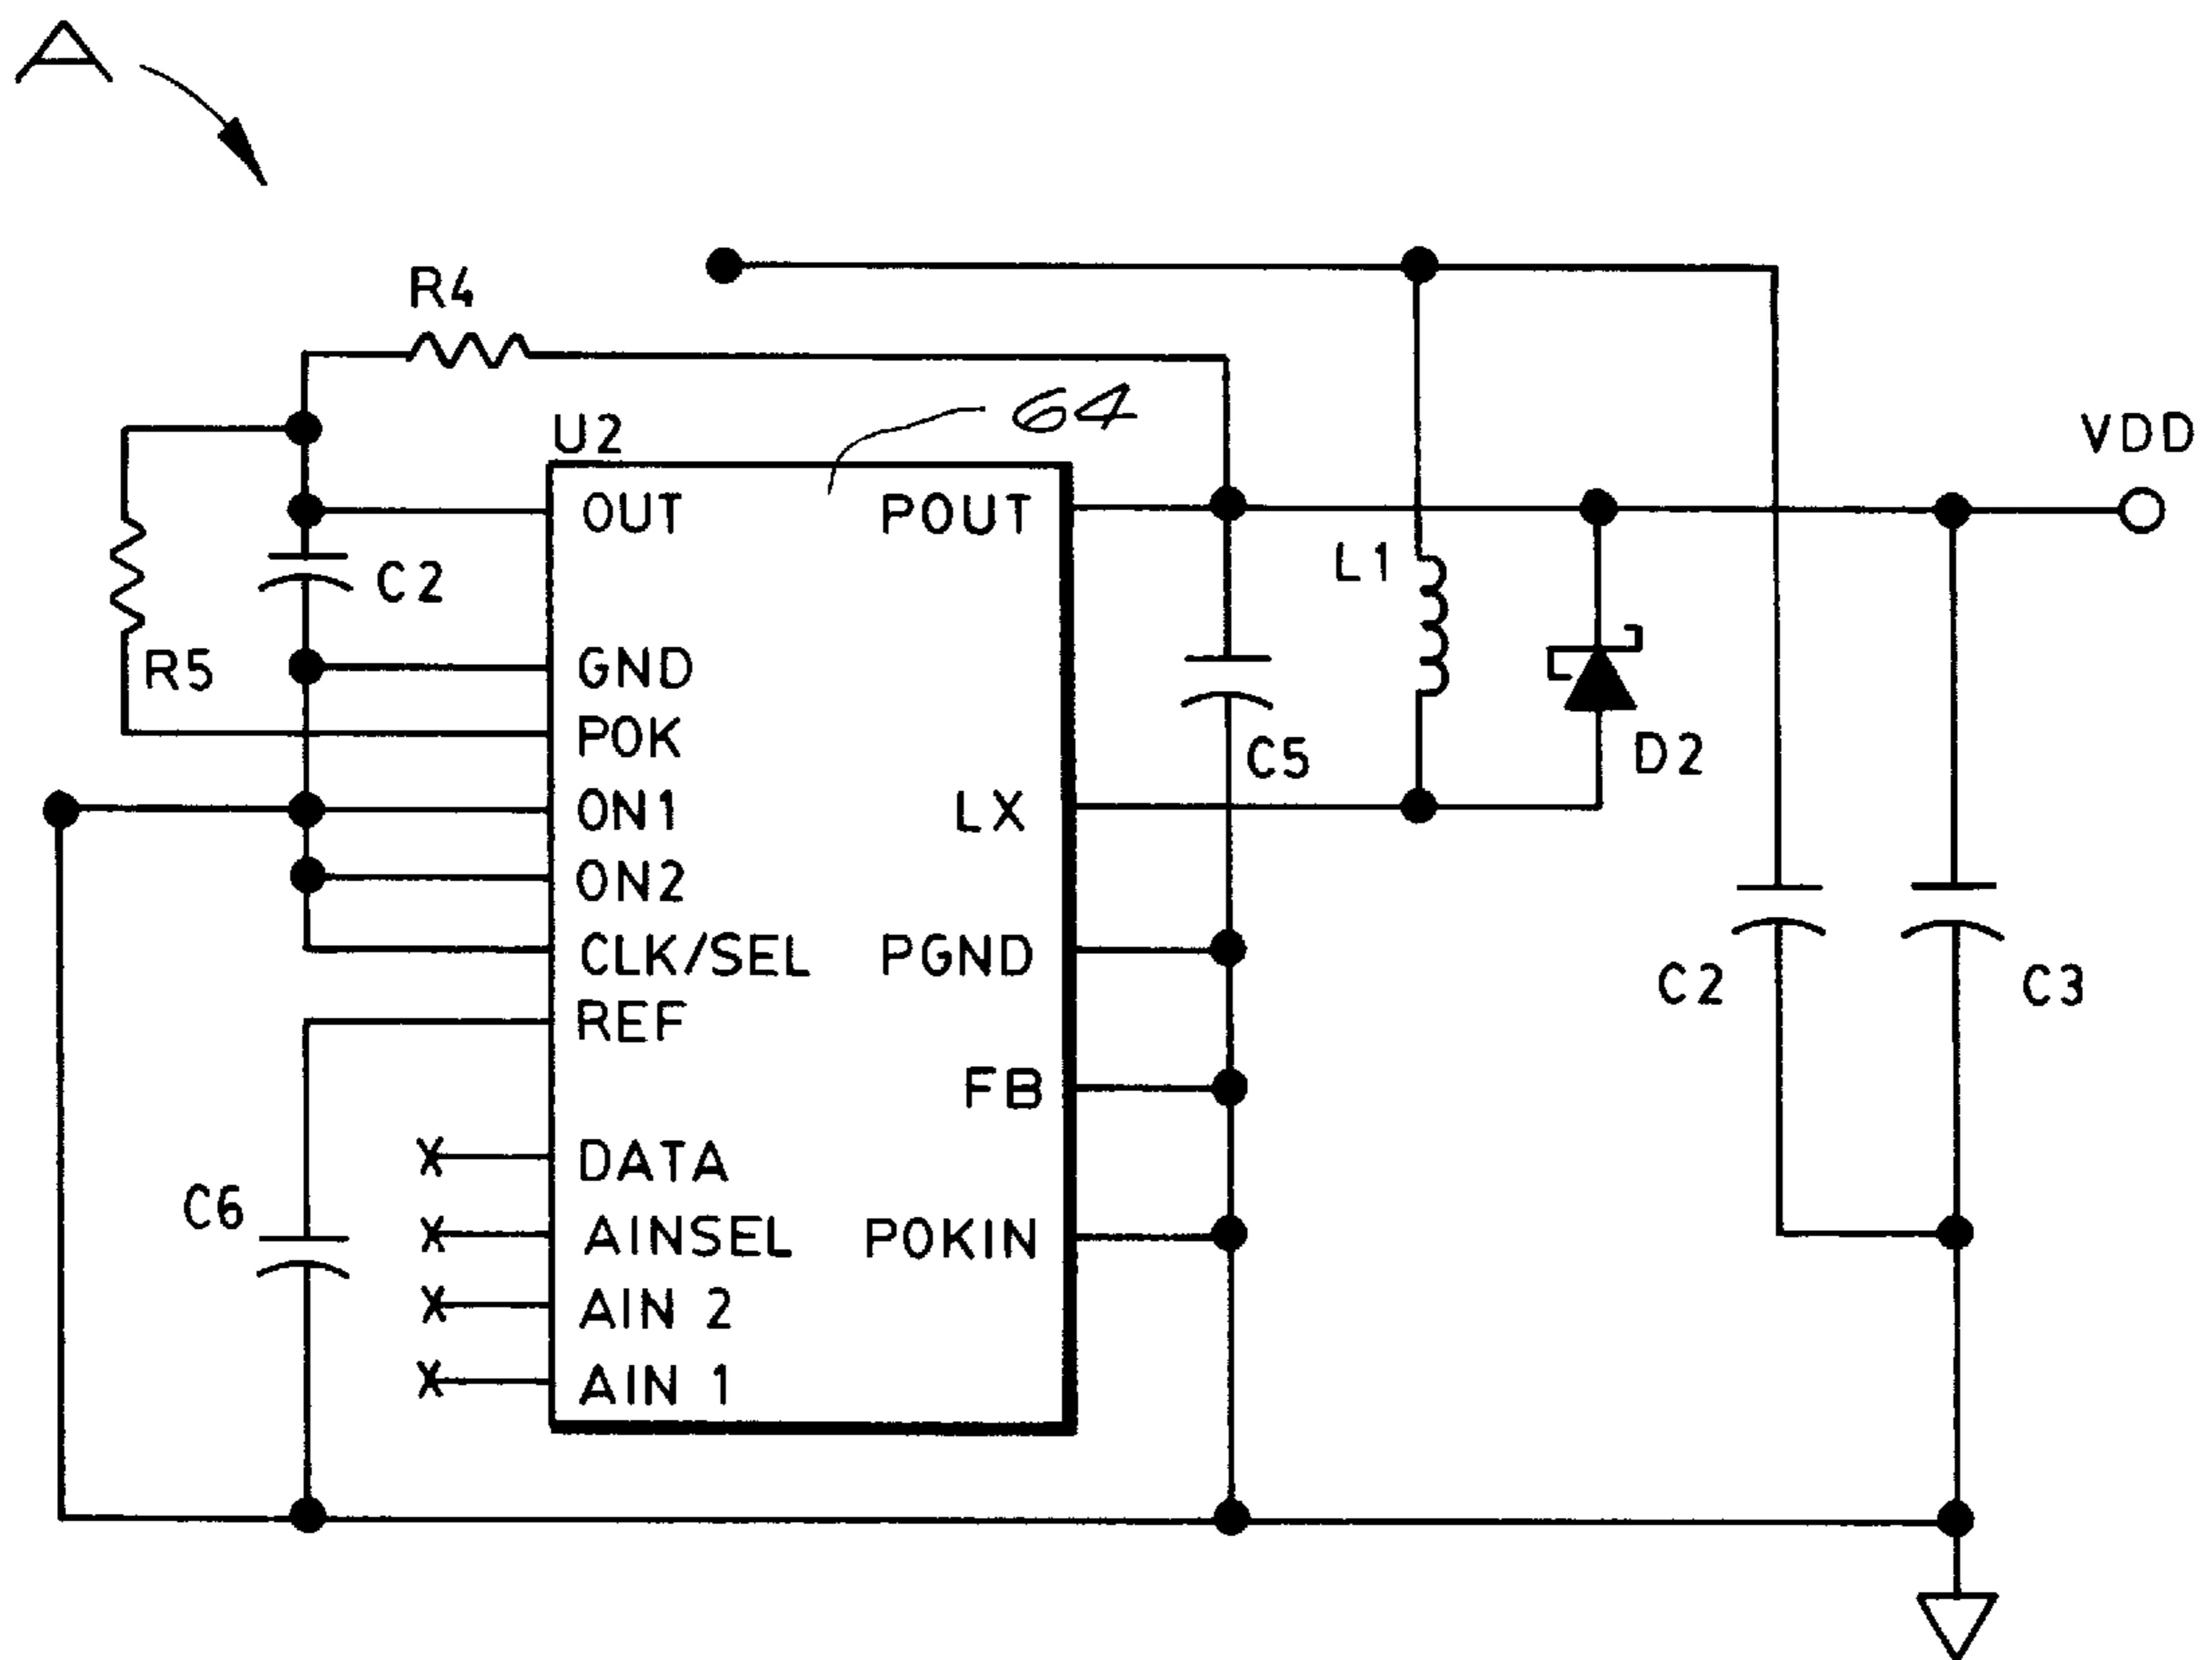 A
R4
64
U2
VDD
OUT
POUT
L1
C2
GND
R5
POK
C5
D2
ON1
LX
ON2
CLK/SEL
PGND
C2
C3
REF
FB
DATA
C6
AINSEL
POKIN
AIN 2
AIN 1